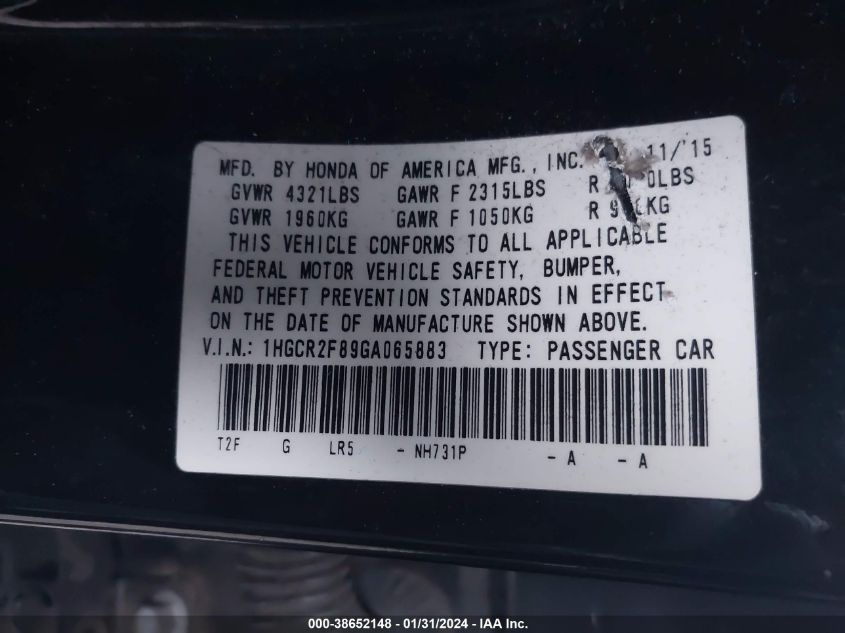 MFD. BY HONDA OF AMERICA MFG., INC. 11/'15
GVWR 4321LBS GAWR F 2315LBS R
GVWR 1960KG GAWR F 1050KG R
THIS VEHICLE CONFORMS TO ALL APPLICABLE
FEDERAL MOTOR VEHICLE SAFETY, BUMPER,
AND THEFT PREVENTION STANDARDS IN EFFECT
ON THE DATE OF MANUFACTURE SHOWN ABOVE.
V.I.N.: 1HGCR2F89GA065883 TYPE: PASSENGER CAR
T2F G LR5 - NH731P - A - A
000-38652148 - 01/31/2024 - IAA Inc.